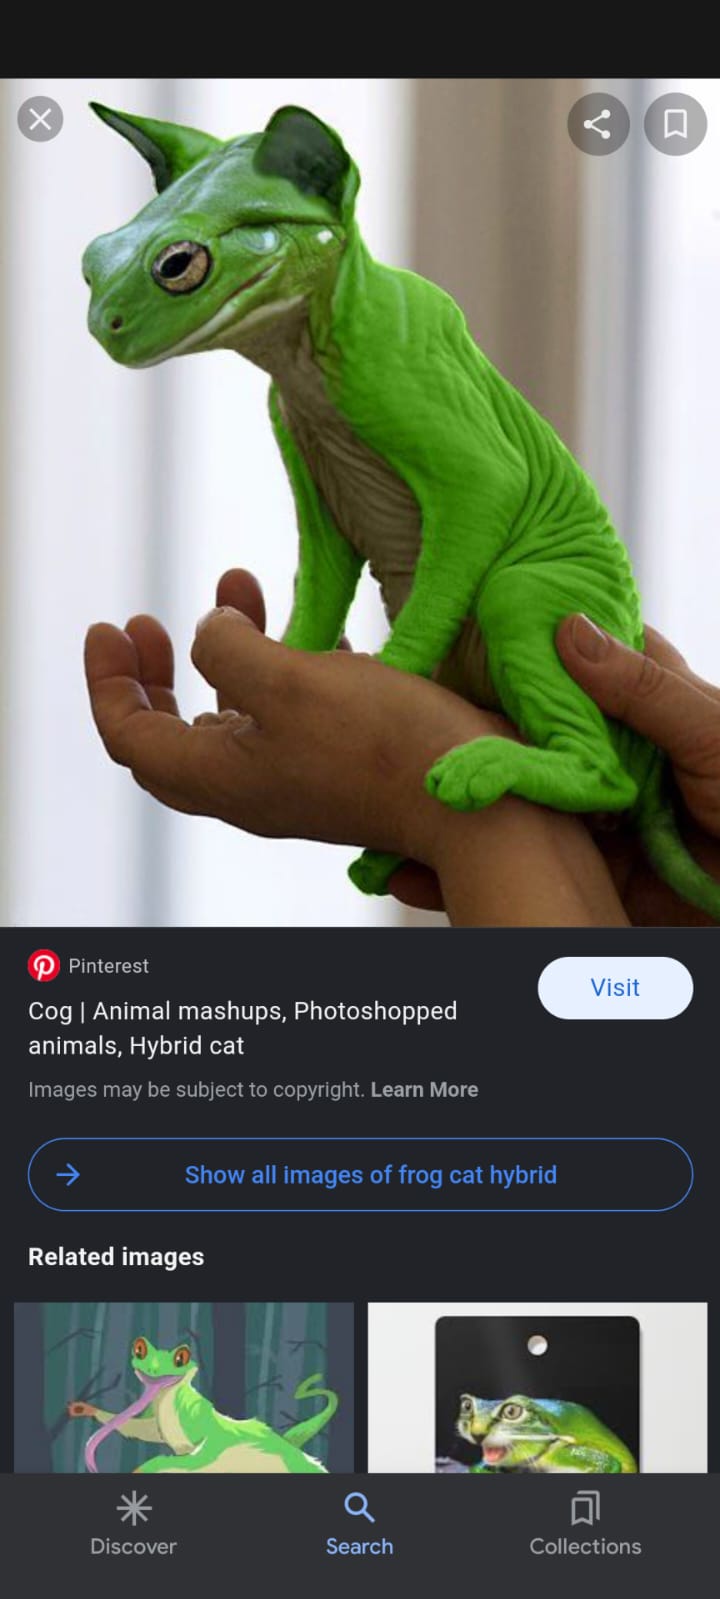 Pinterest
Visit
Cog | Animal mashups, Photoshopped
animals, Hybrid cat
Images may be subject to copyright. Learn More
Show all images of frog cat hybrid
Related images
Discover
Search
Collections